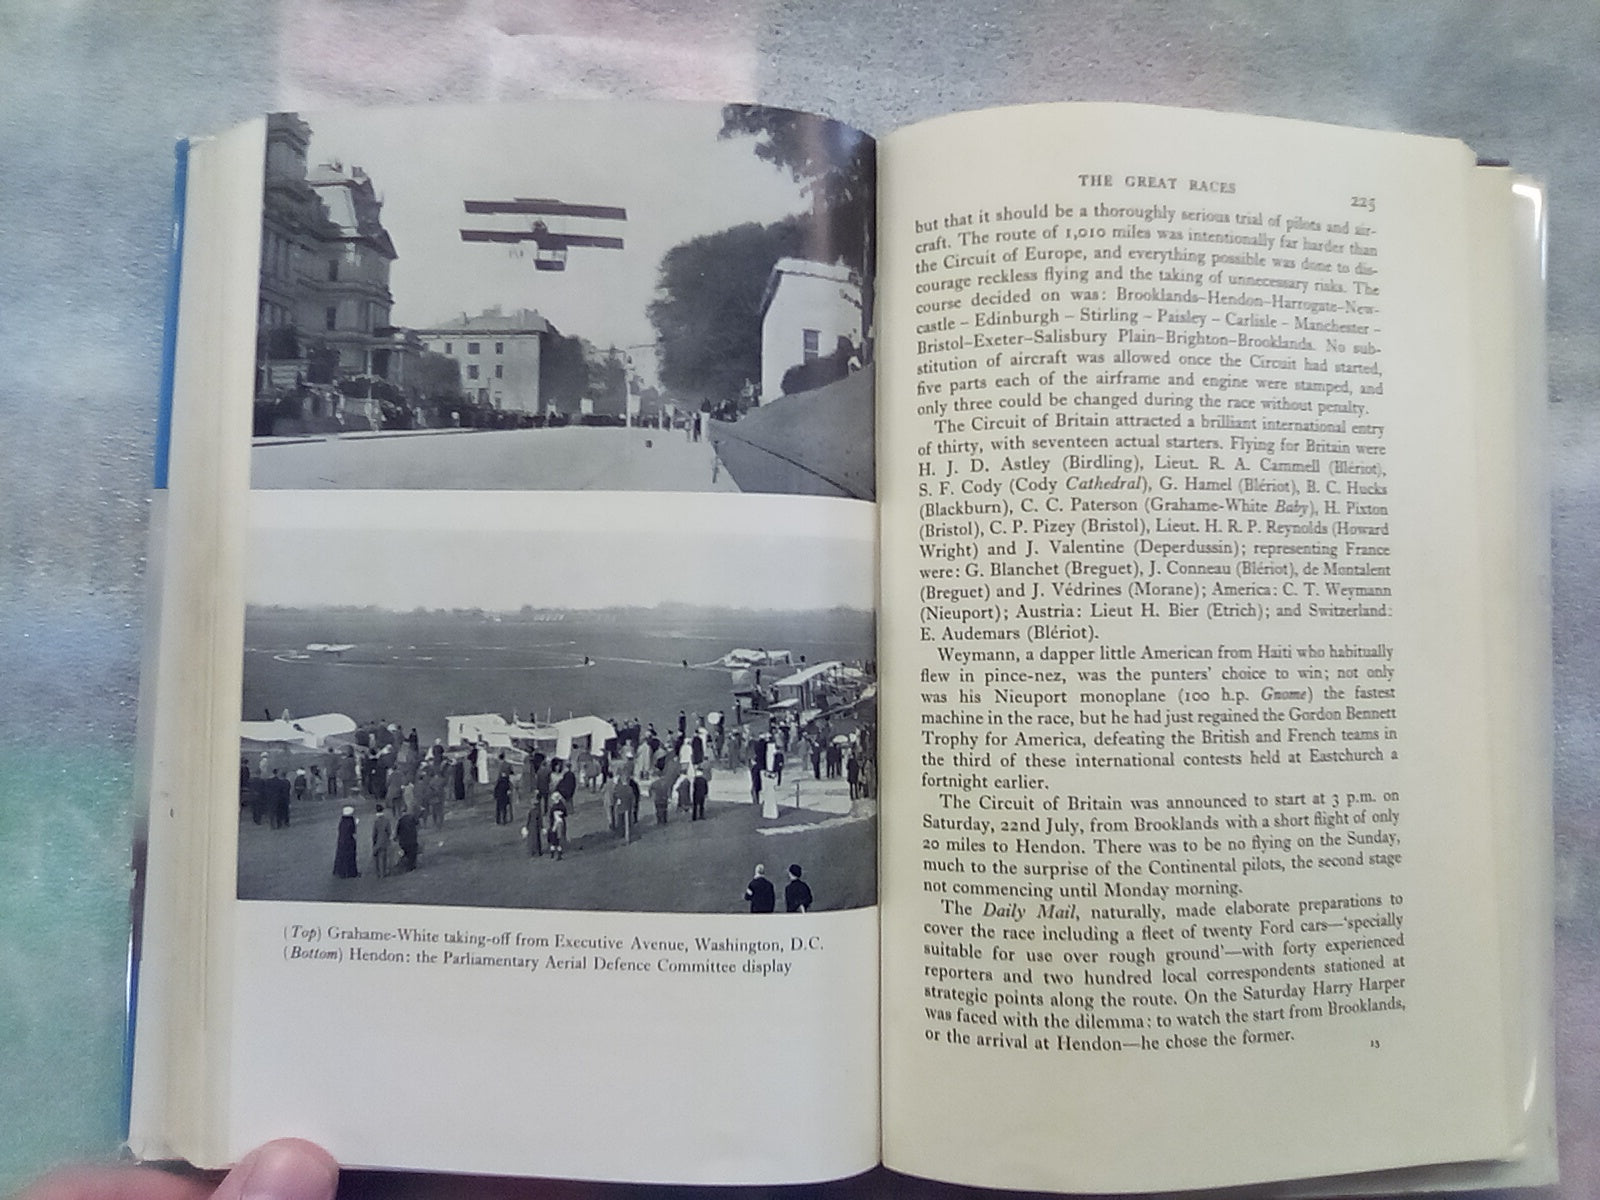 (Top) Grahame-White taking-off from Executive Avenue, Washington, D.C.
(Bottom) Hendon: the Parliamentary Aerial Defence Committee display
THE GREAT RACES 225
but that it should be a thoroughly serious trial of pilots and air-
craft. The route of 1,010 miles was intentionally far harder than
the Circuit of Europe, and everything possible was done to dis-
courage reckless flying and the taking of unnecessary risks. The
course decided on was: Brooklands–Hendon–Harrogate–New-
castle – Edinburgh – Stirling – Paisley – Carlisle – Manchester –
Bristol–Exeter–Salisbury Plain–Brighton–Brooklands. No sub-
stitution of aircraft was allowed once the Circuit had started,
five parts each of the airframe and engine were stamped, and
only three could be changed during the race without penalty.
The Circuit of Britain attracted a brilliant international entry
of thirty, with seventeen actual starters. Flying for Britain were
H. J. D. Astley (Birdling), Lieut. R. A. Cammell (Blériot),
S. F. Cody (Cody Cathedral), G. Hamel (Blériot), B. C. Hucks
(Blackburn), C. C. Paterson (Grahame-White Baby), H. Pixton
(Bristol), C. P. Pizey (Bristol), Lieut. H. R. P. Reynolds (Howard
Wright) and J. Valentine (Deperdussin); representing France
were: G. Blanchet (Breguet), J. Conneau (Blériot), de Montalent
(Breguet) and J. Védrines (Morane); America: C. T. Weymann
(Nieuport); Austria: Lieut H. Bier (Etrich); and Switzerland:
E. Audemars (Blériot).
Weymann, a dapper little American from Haiti who habitually
flew in pince-nez, was the punters' choice to win; not only
was his Nieuport monoplane (100 h.p. Gnome) the fastest
machine in the race, but he had just regained the Gordon Bennett
Trophy for America, defeating the British and French teams in
the third of these international contests held at Eastchurch a
fortnight earlier.
The Circuit of Britain was announced to start at 3 p.m. on
Saturday, 22nd July, from Brooklands with a short flight of only
20 miles to Hendon. There was to be no flying on the Sunday,
much to the surprise of the Continental pilots, the second stage
not commencing until Monday morning.
The Daily Mail, naturally, made elaborate preparations to
cover the race including a fleet of twenty Ford cars—'specially
suitable for use over rough ground'—with forty experienced
reporters and two hundred local correspondents stationed at
strategic points along the route. On the Saturday Harry Harper
was faced with the dilemma: to watch the start from Brooklands,
or the arrival at Hendon—he chose the former.
13